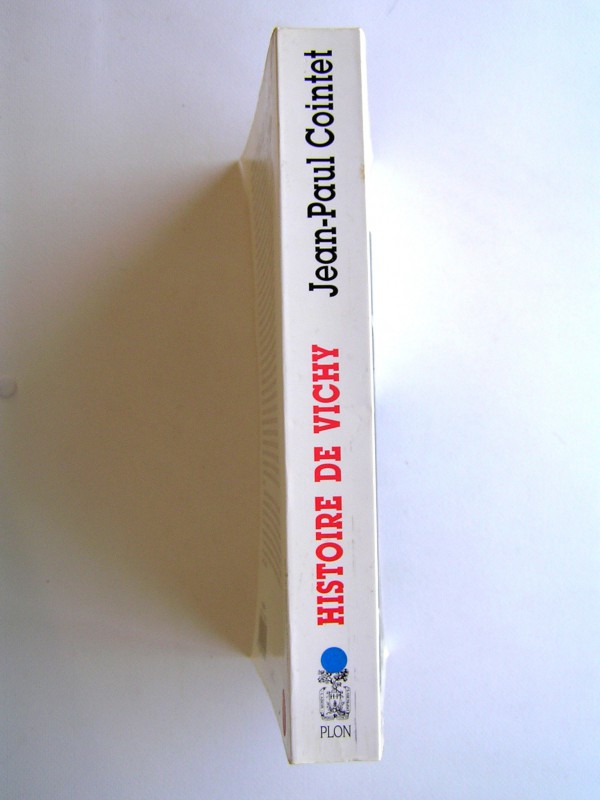 Jean-Paul Cointet
HISTOIRE DE VICHY
PLON